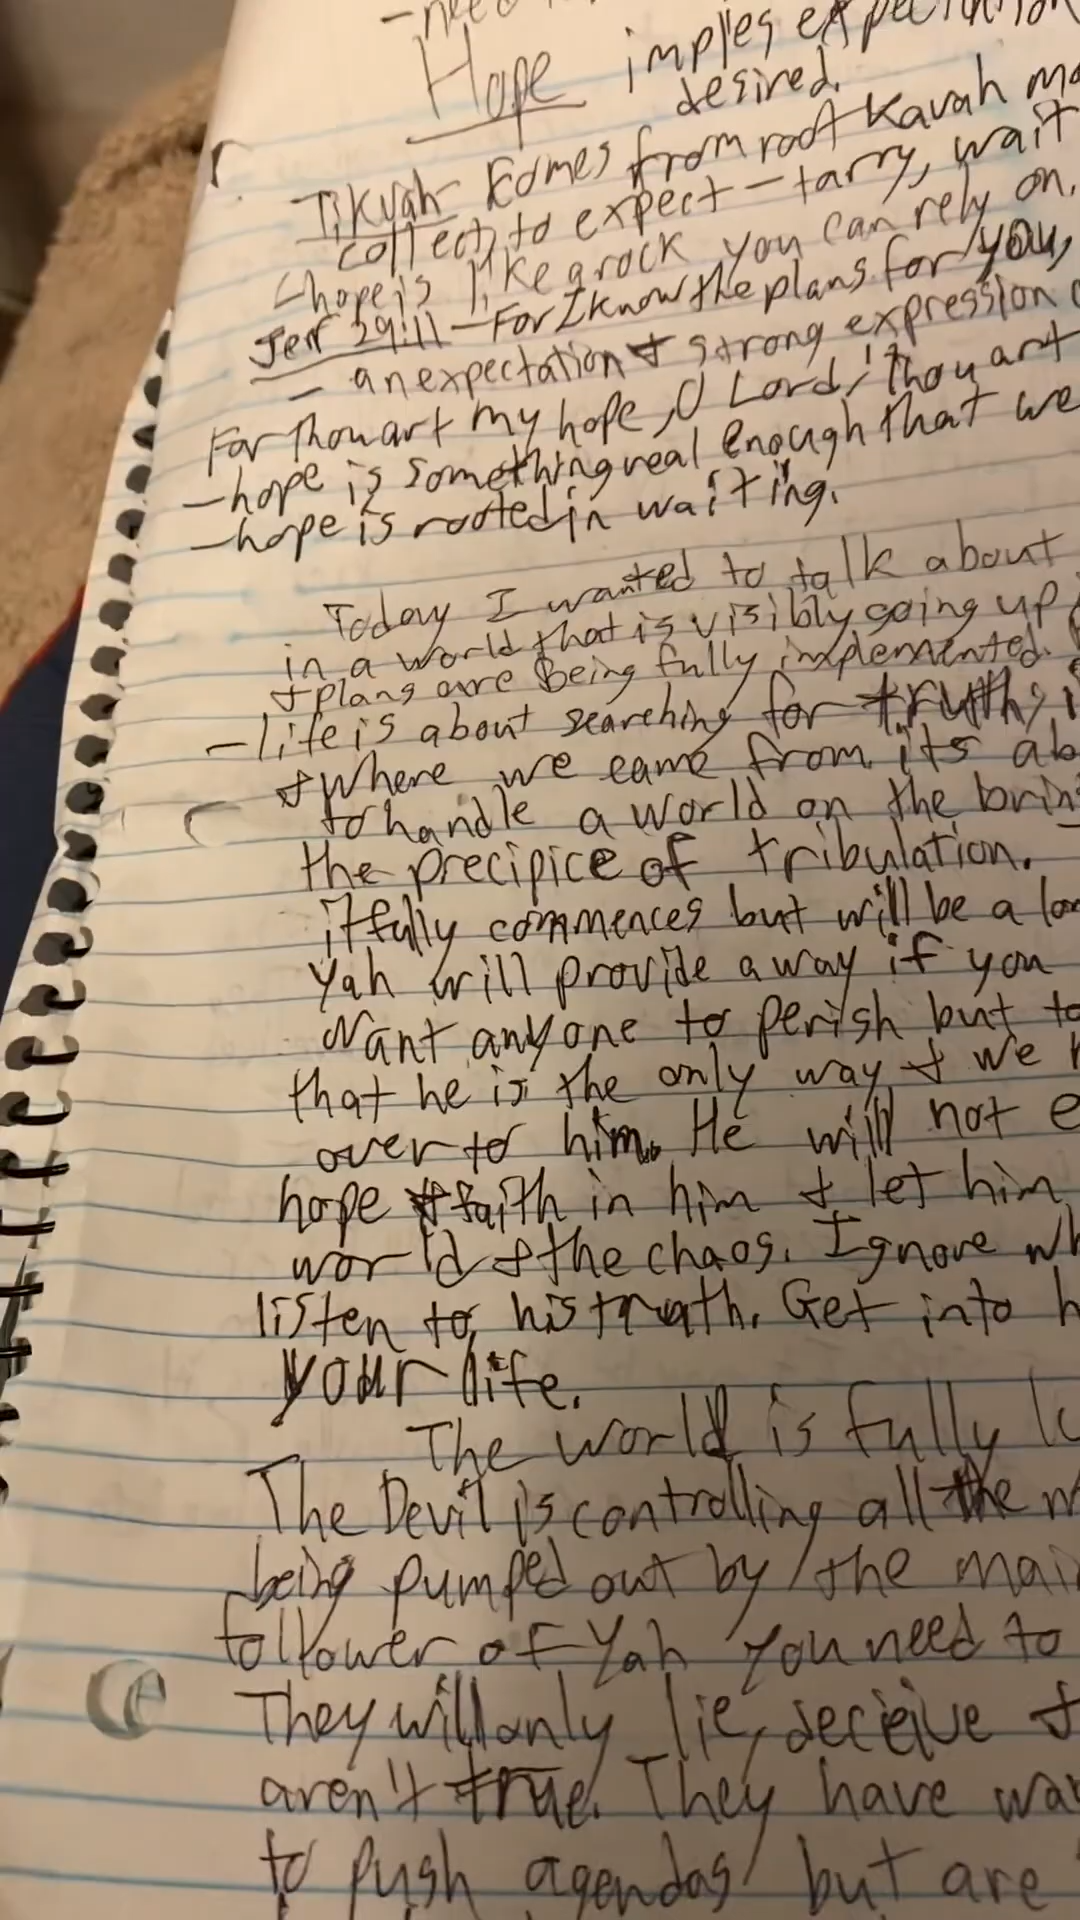 - need
Hope implies expectation
desired.
Tikvah comes from root Kavah
collect, to expect - tarry, wait
hope is like a rock you can rely on.
Jer 29:11 - For I know the plans for you,
- an expectation & strong expression
For thou art my hope, O Lord, thou art
- hope is something real enough that we
- hope is rooted in waiting.
Today I wanted to talk about
in a world that is visibly going up
& plans are Being fully implemented.
- life is about searching for truths
& where we came from. its
to handle a world on the
the precipice of tribulation.
it fully commences but will be a
Yah will provide a way if you
want anyone to perish but
that he is the only way & we
over to him. He will not
hope & faith in him & let him
world & the chaos. Ignore
listen to his truth. Get into
your life.
The world is fully
The Devil is controlling all the
being pumped out by the
follower of Yah you need to
They will only lie, deceive &
aren't true. They have
to push agendas but are